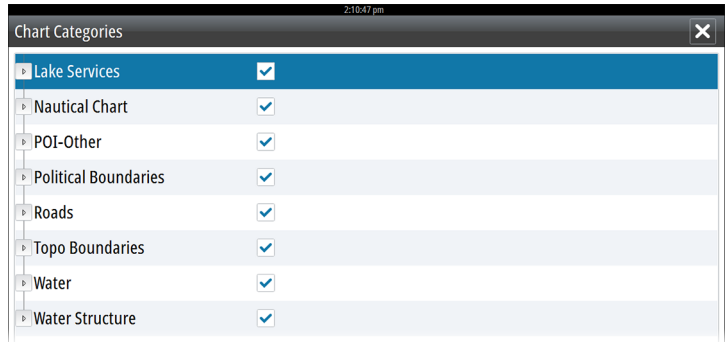 2:10:47 pm
Chart Categories
Lake Services
Nautical Chart
POI-Other
Political Boundaries
Roads
Topo Boundaries
Water
Water Structure